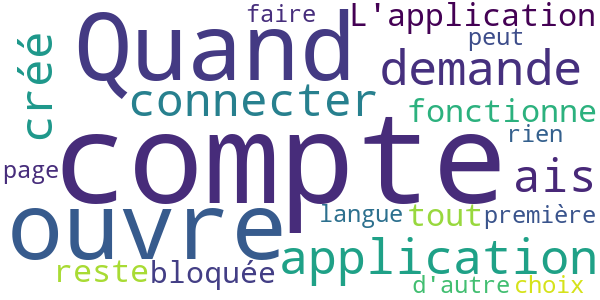 faire
L'application
Quand
peut
créé
demande
connecter
fonctionne
rien
compte
page
ais
ouvre
langue
tout
première
application
reste
bloquée
d'autre
choix